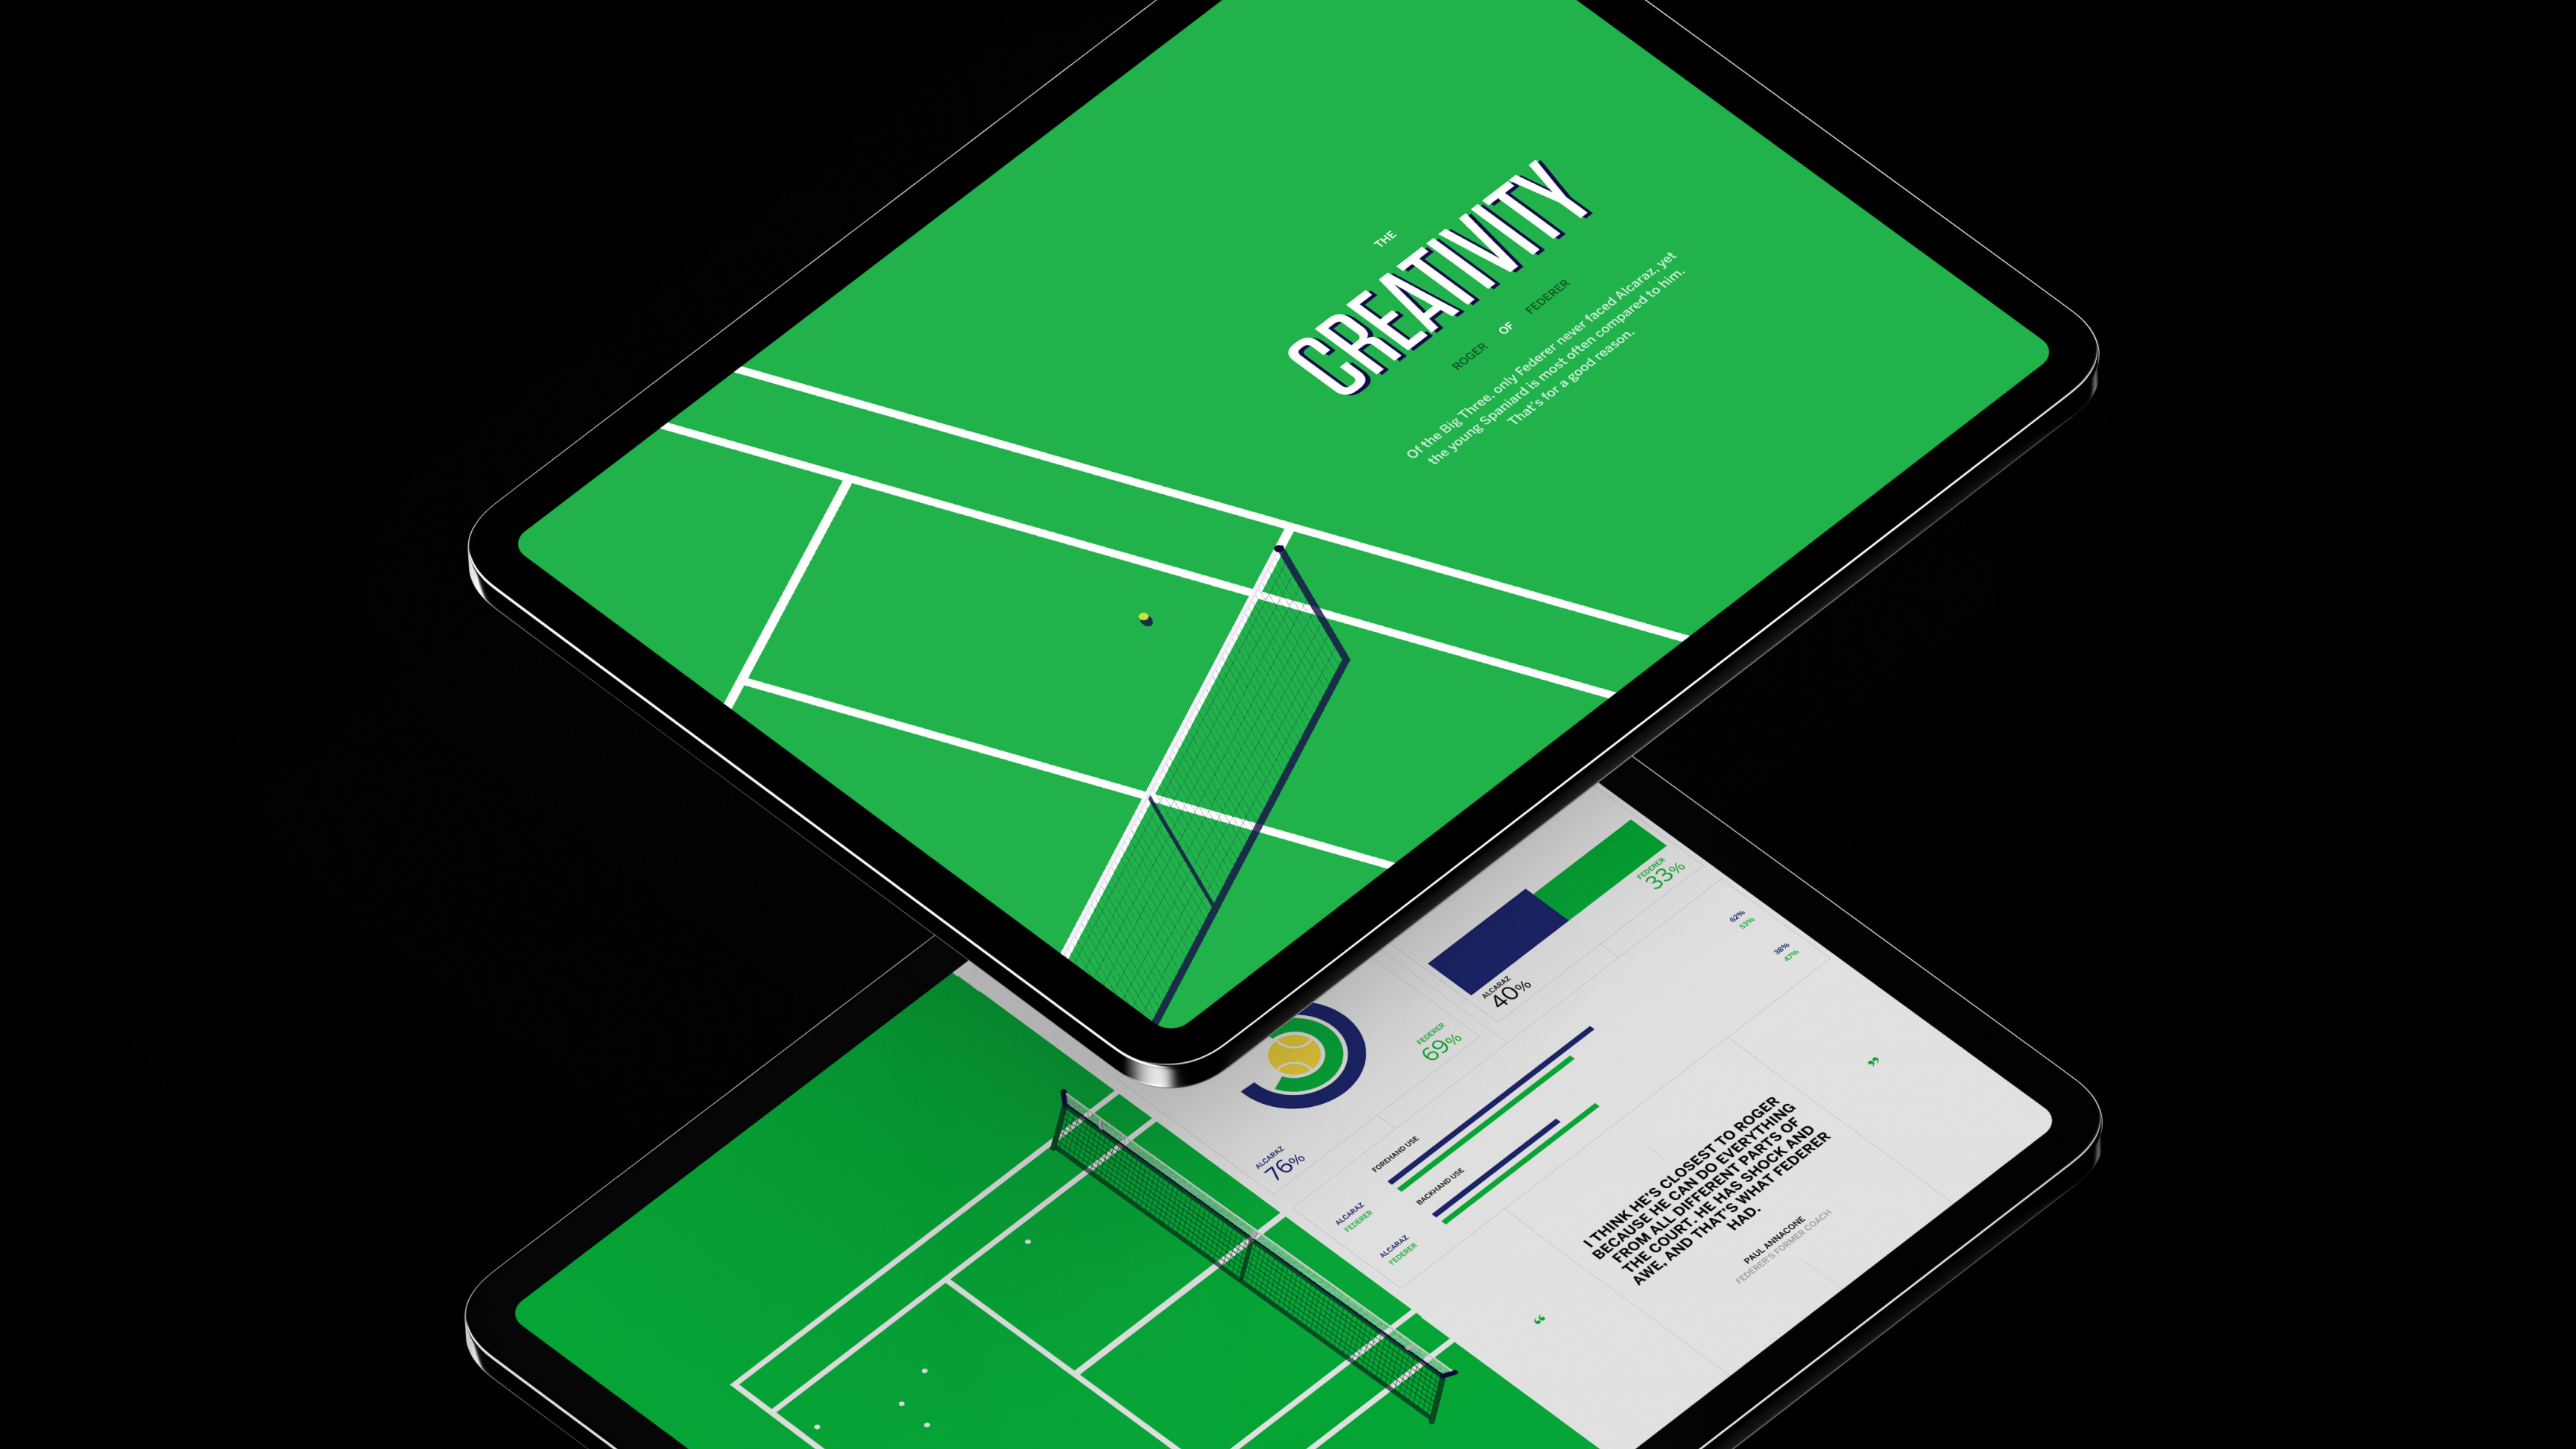 THE
CREATIVITY
ROGER OF FEDERER
Of the Big Three, only Federer never faced Alcaraz, yet
the young Spaniard is most often compared to him.
That's for a good reason.
FEDERER
33%
ALCARAZ
40%
FEDERER
69%
ALCARAZ
76%
FOREHAND USE
ALCARAZ
62%
FEDERER
53%
BACKHAND USE
ALCARAZ
38%
FEDERER
47%
“
I THINK HE'S CLOSEST TO ROGER
BECAUSE HE CAN DO EVERYTHING
FROM ALL DIFFERENT PARTS OF
THE COURT. HE HAS SHOCK AND
AWE, AND THAT'S WHAT FEDERER
HAD.
”
PAUL ANNACONE
FEDERER'S FORMER COACH